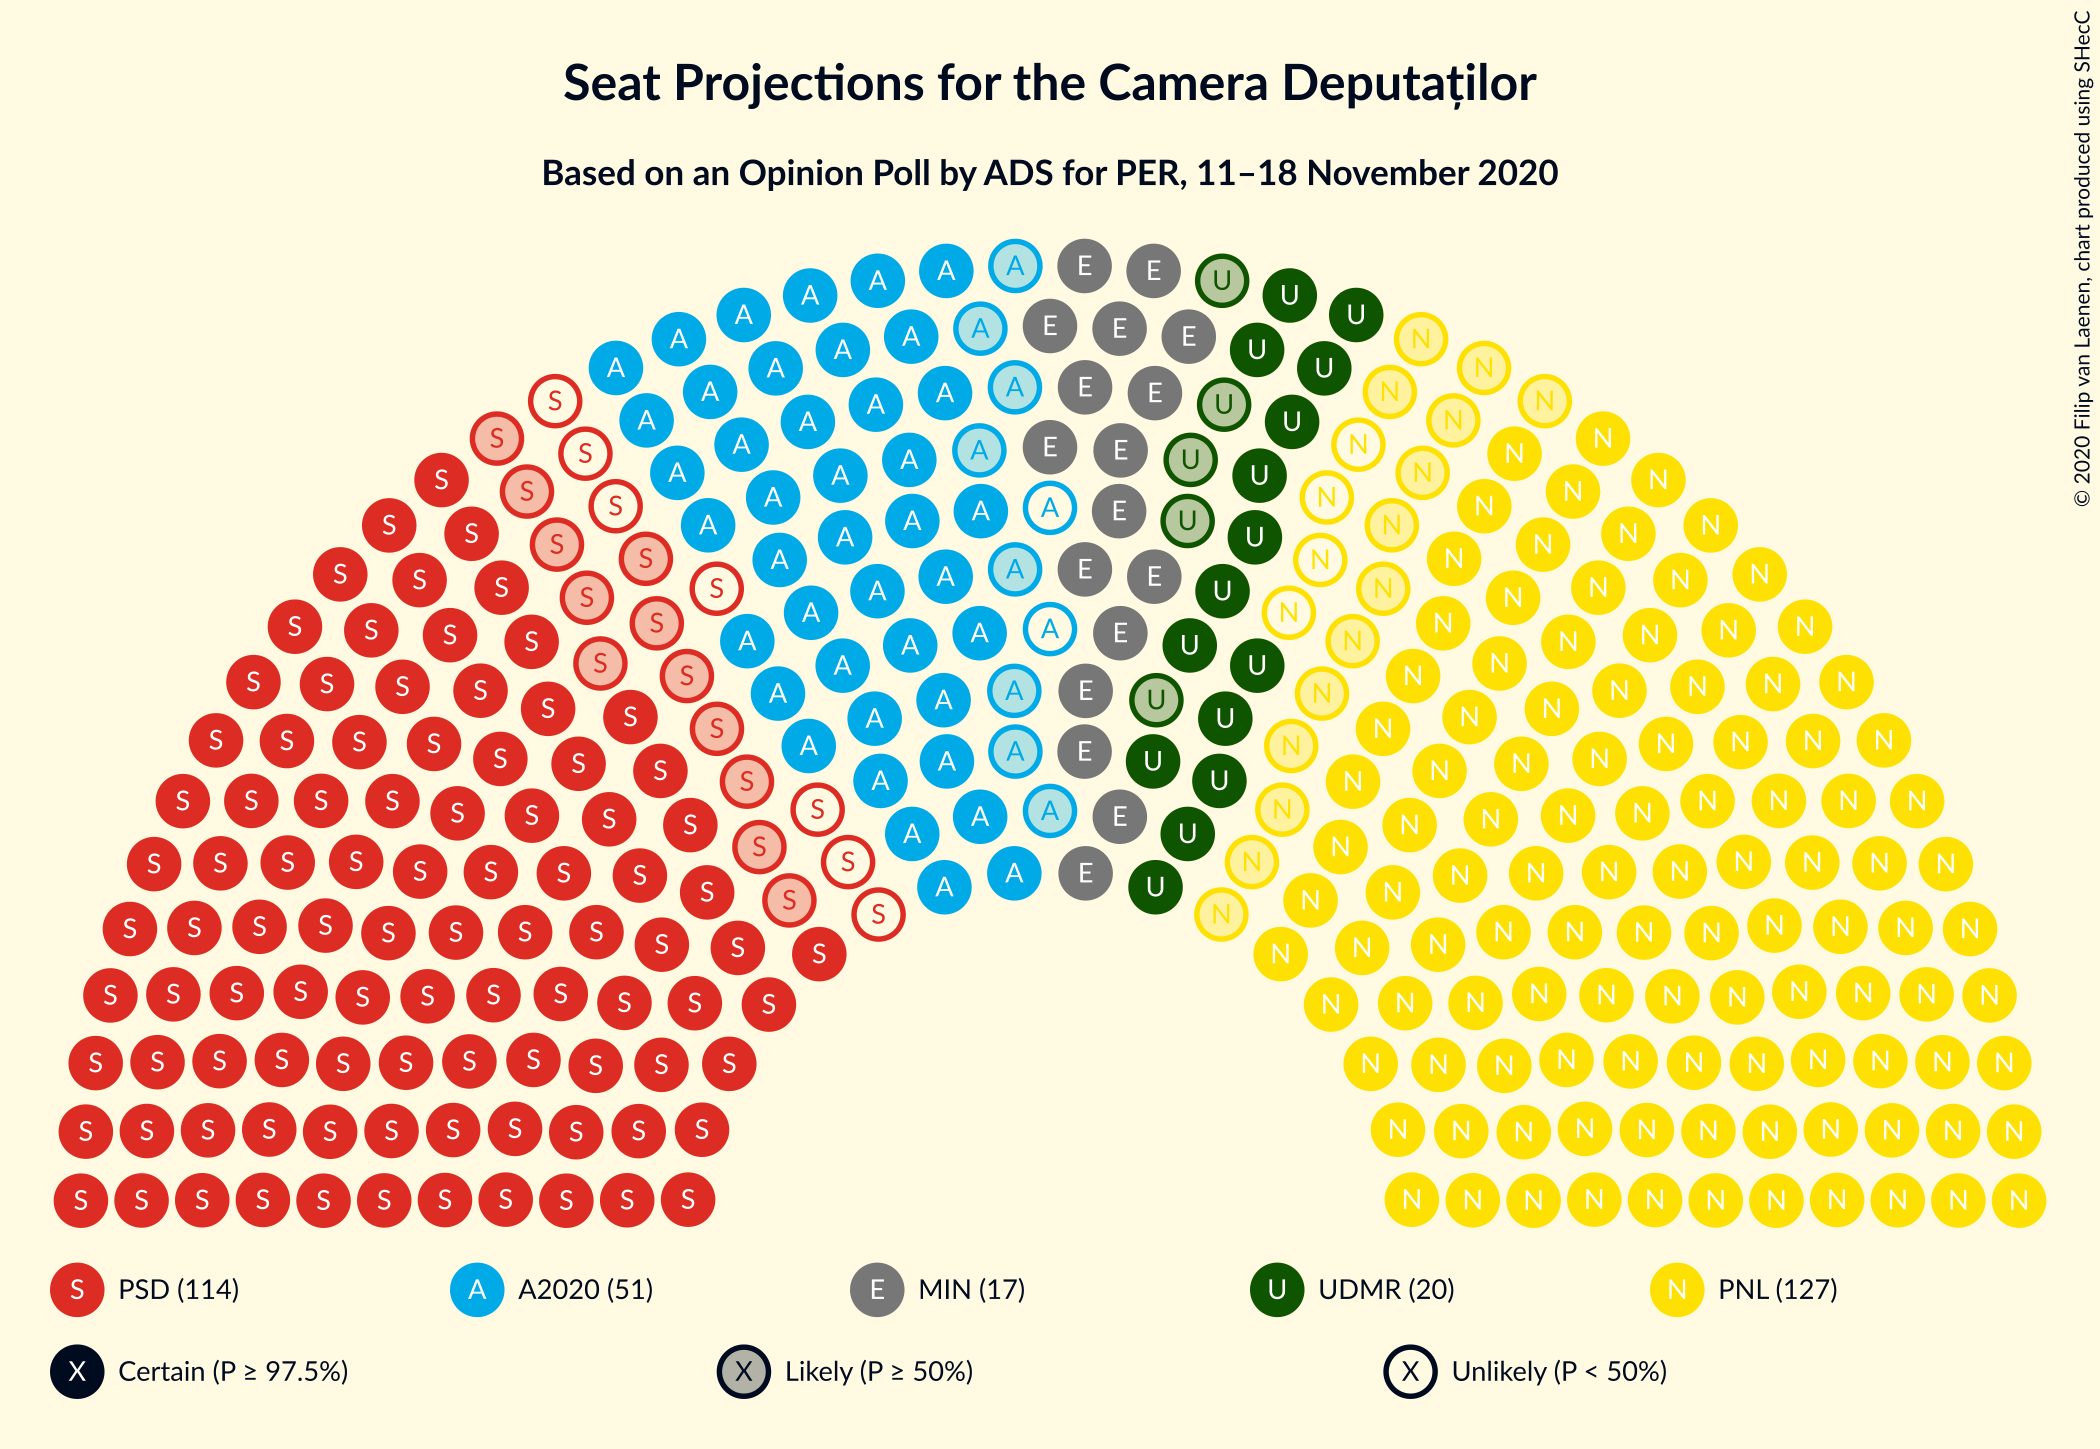 Seat Projections for the Camera Deputaților
Based on an Opinion Poll by ADS for PER, 11–18 November 2020
© 2020 Filip van Laenen, chart produced using SHecC
S PSD (114) A A2020 (51) E MIN (17) U UDMR (20) N PNL (127)
X Certain (P ≥ 97.5%) X Likely (P ≥ 50%) X Unlikely (P < 50%)